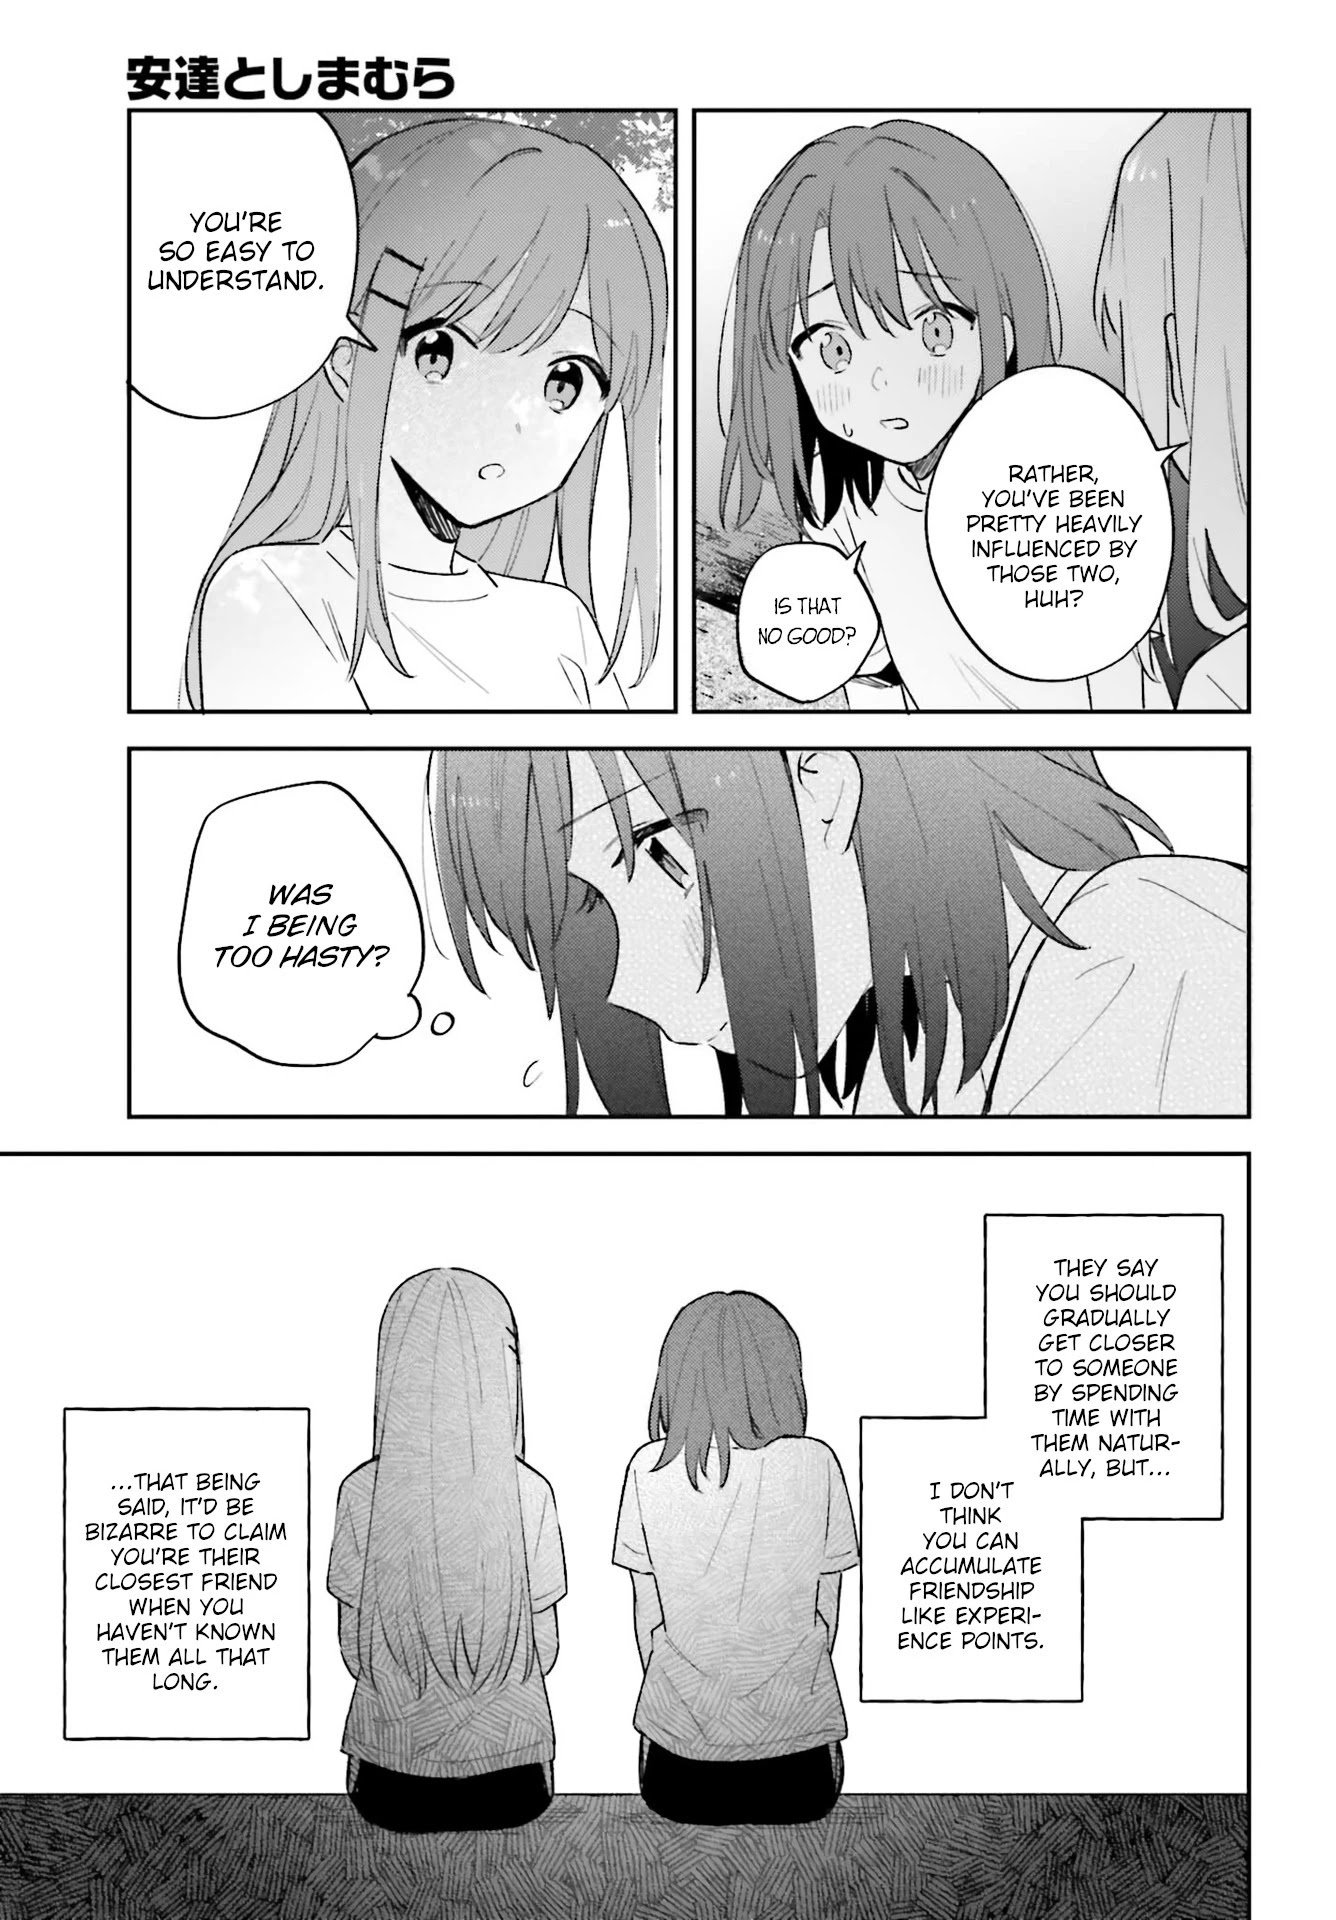 安達としまむら
RATHER,
YOU'VE BEEN
PRETTY HEAVILY
INFLUENCED BY
THOSE TWO,
HUH?
IS THAT
NO GOOD?
YOU'RE
SO EASY TO
UNDERSTAND.
WAS
I BEING
TOO HASTY?
THEY SAY
YOU SHOULD
GRADUALLY
GET CLOSER
TO SOMEONE
BY SPENDING
TIME WITH
THEM NATUR-
ALLY, BUT...
I DON'T
THINK
YOU CAN
ACCUMULATE
FRIENDSHIP
LIKE EXPERI-
ENCE POINTS.
...THAT BEING
SAID, IT'D BE
BIZARRE TO CLAIM
YOU'RE THEIR
CLOSEST FRIEND
WHEN YOU
HAVEN'T KNOWN
THEM ALL THAT
LONG.